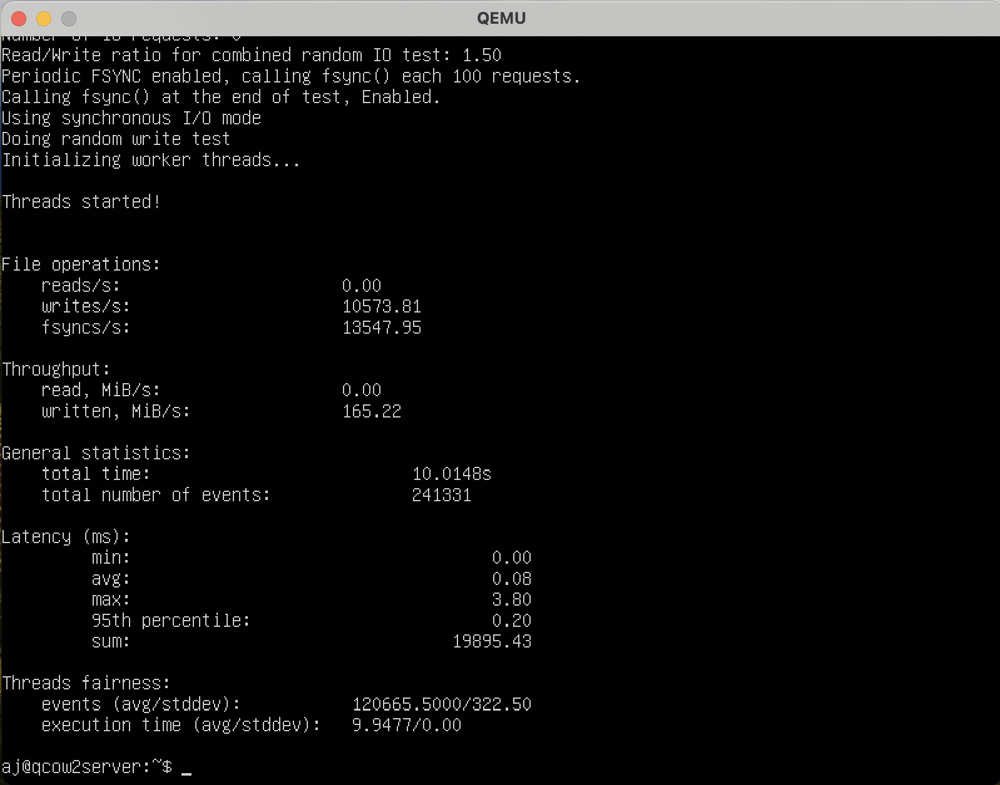 QEMU
Number of IO requests: 0
Read/Write ratio for combined random IO test: 1.50
Periodic FSYNC enabled, calling fsync() each 100 requests.
Calling fsync() at the end of test, Enabled.
Using synchronous I/O mode
Doing random write test
Initializing worker threads...
Threads started!
File operations:
reads/s: 0.00
writes/s: 10573.81
fsyncs/s: 13547.95
Throughput:
read, MiB/s: 0.00
written, MiB/s: 165.22
General statistics:
total time: 10.0148s
total number of events: 241331
Latency (ms):
min: 0.00
avg: 0.08
max: 3.80
95th percentile: 0.20
sum: 19895.43
Threads fairness:
events (avg/stddev): 120665.5000/322.50
execution time (avg/stddev): 9.9477/0.00
aj@qcow2server:~$ _